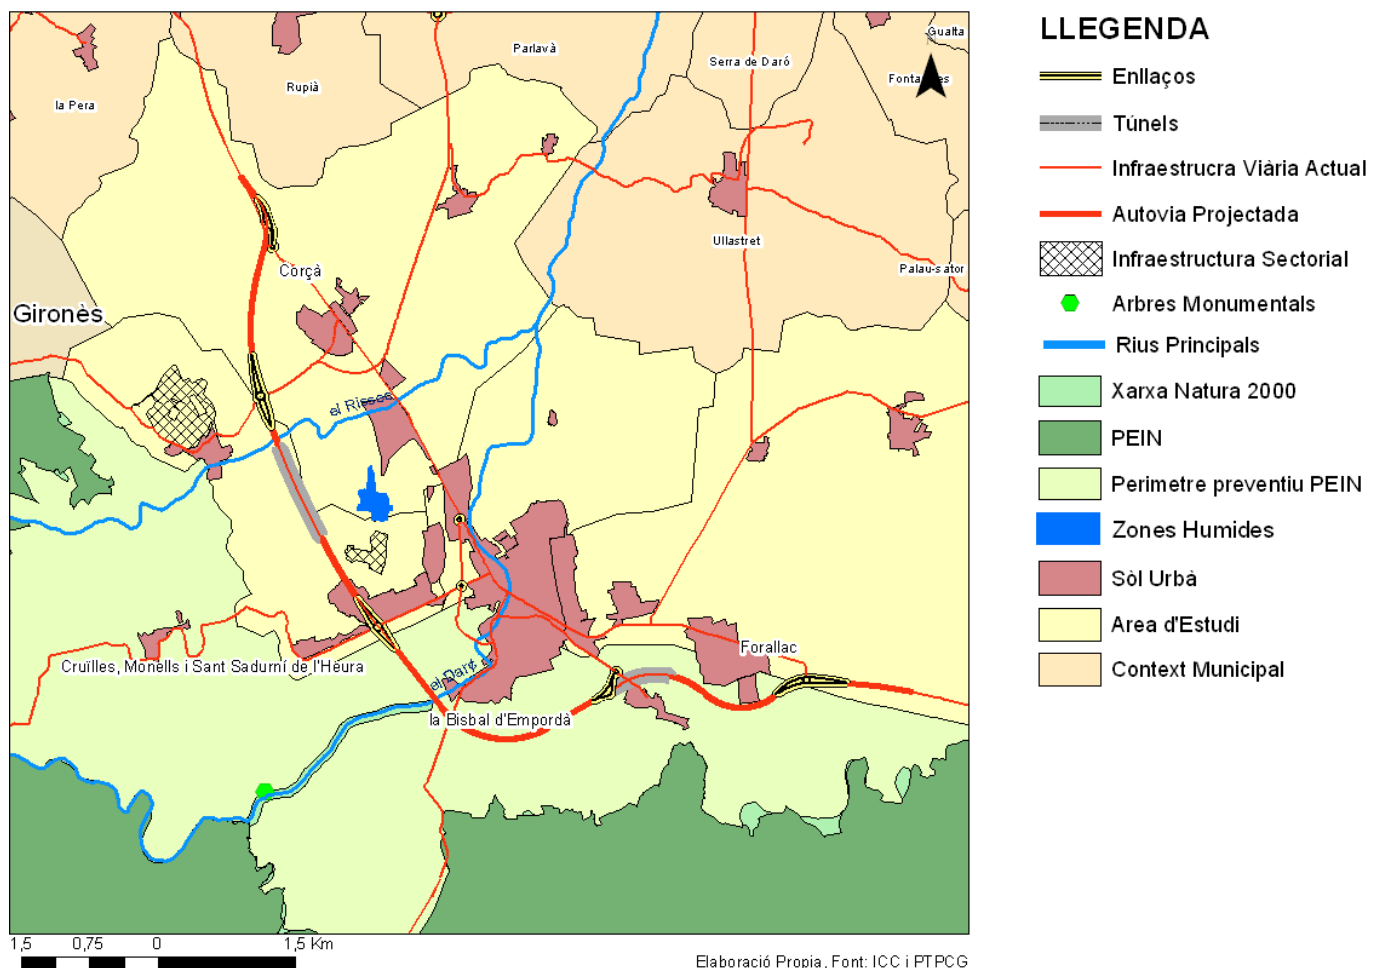 LLEGENDA
Enllaços
Túnels
Infraestrucra Viària Actual
Autovia Projectada
Infraestructura Sectorial
Arbres Monumentals
Rius Principals
Xarxa Natura 2000
PEIN
Perimetre preventiu PEIN
Zones Humides
Sòl Urbà
Area d'Estudi
Context Municipal
Gualta
Parlavà
Serra de Daró
Rupià
la Pera
Ullastret
Palau-sator
Corçà
Gironès
el Rissec
Forallac
Cruïlles, Monells i Sant Sadurní de l'Heura
el Daró
la Bisbal d'Empordà
1,5 0,75 0 1,5 Km
Elaboració Propia. Font: ICC i PTPCG